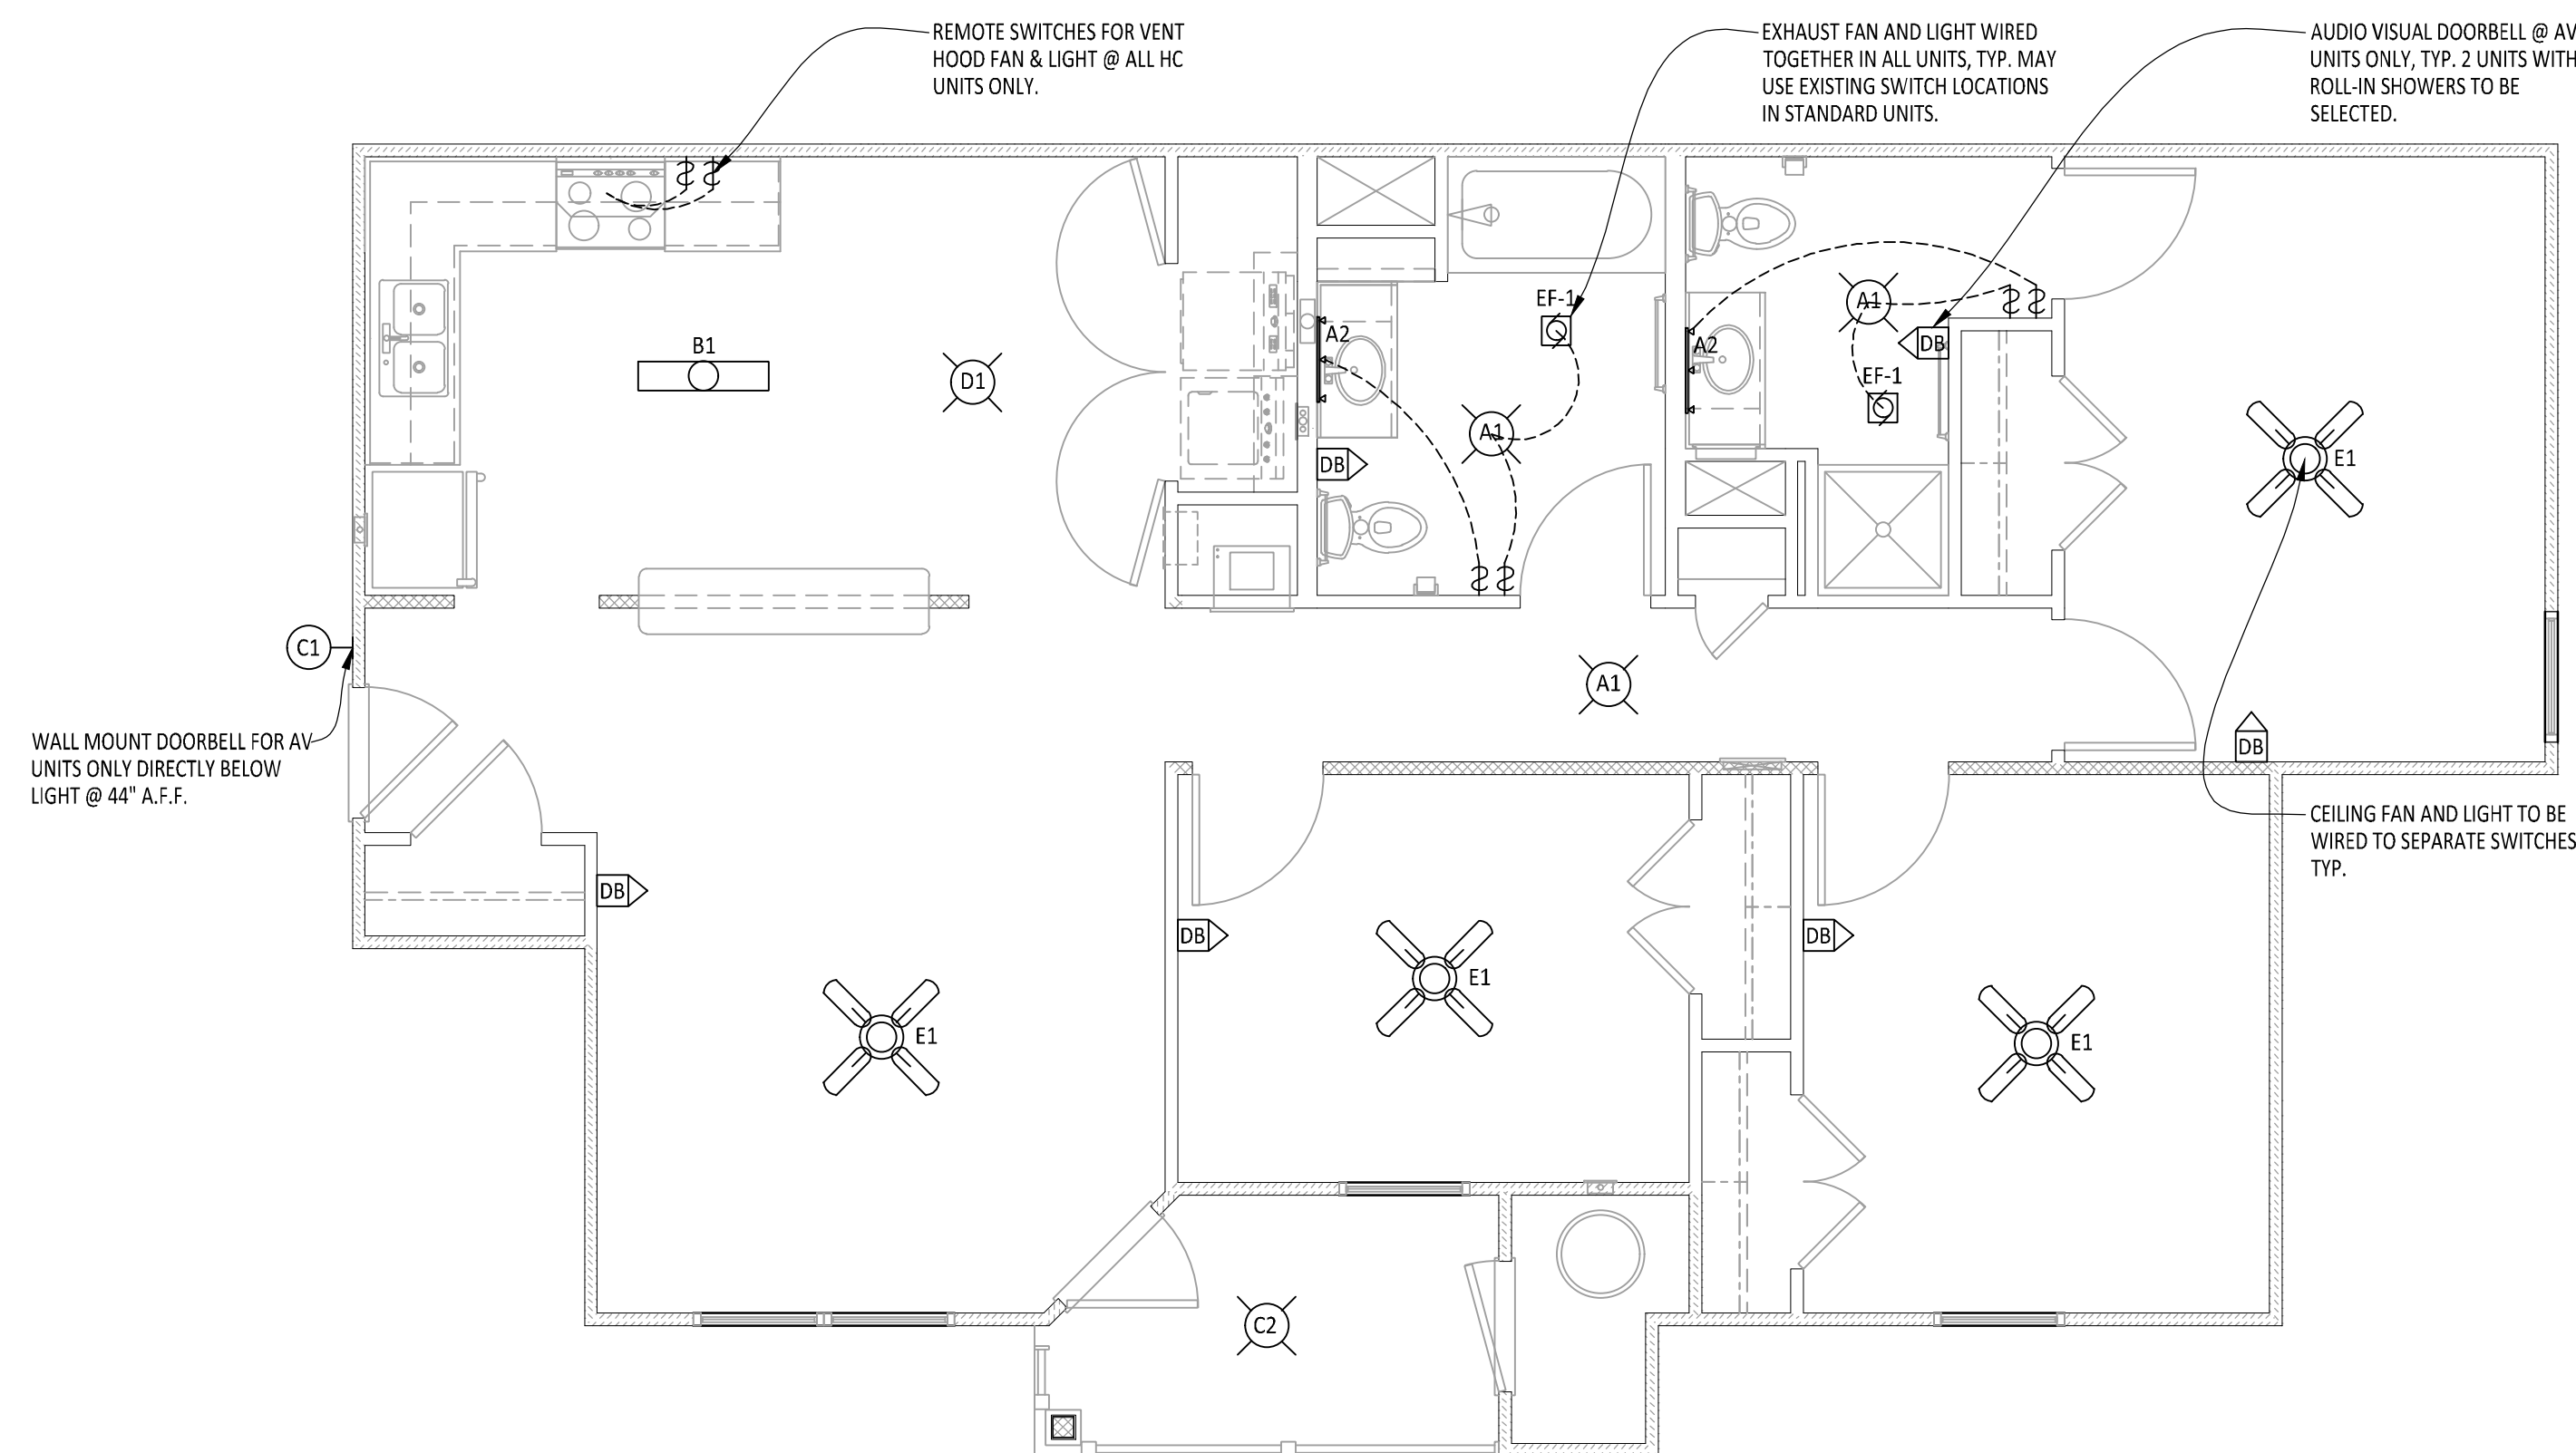 REMOTE SWITCHES FOR VENT
HOOD FAN & LIGHT @ ALL HC
UNITS ONLY.
EXHAUST FAN AND LIGHT WIRED
TOGETHER IN ALL UNITS, TYP. MAY
USE EXISTING SWITCH LOCATIONS
IN STANDARD UNITS.
AUDIO VISUAL DOORBELL @ AV
UNITS ONLY, TYP. 2 UNITS WITH
ROLL-IN SHOWERS TO BE
SELECTED.
B1
D1
A2
EF-1
A1
DB
A2
A1
DB
EF-1
E1
C1
A1
WALL MOUNT DOORBELL FOR AV
UNITS ONLY DIRECTLY BELOW
LIGHT @ 44" A.F.F.
DB
CEILING FAN AND LIGHT TO BE
WIRED TO SEPARATE SWITCHES
TYP.
DB
DB
DB
E1
E1
E1
C2